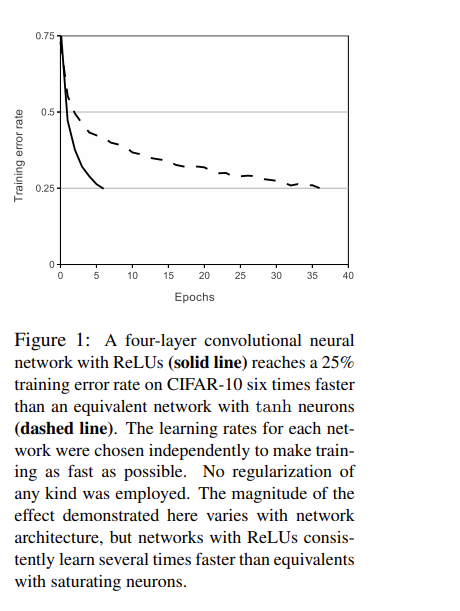 0.75
Training error rate
0.5
0.25
0
0 5 10 15 20 25 30 35 40
Epochs
Figure 1: A four-layer convolutional neural
network with ReLUs (solid line) reaches a 25%
training error rate on CIFAR-10 six times faster
than an equivalent network with tanh neurons
(dashed line). The learning rates for each net-
work were chosen independently to make train-
ing as fast as possible. No regularization of
any kind was employed. The magnitude of the
effect demonstrated here varies with network
architecture, but networks with ReLUs consis-
tently learn several times faster than equivalents
with saturating neurons.